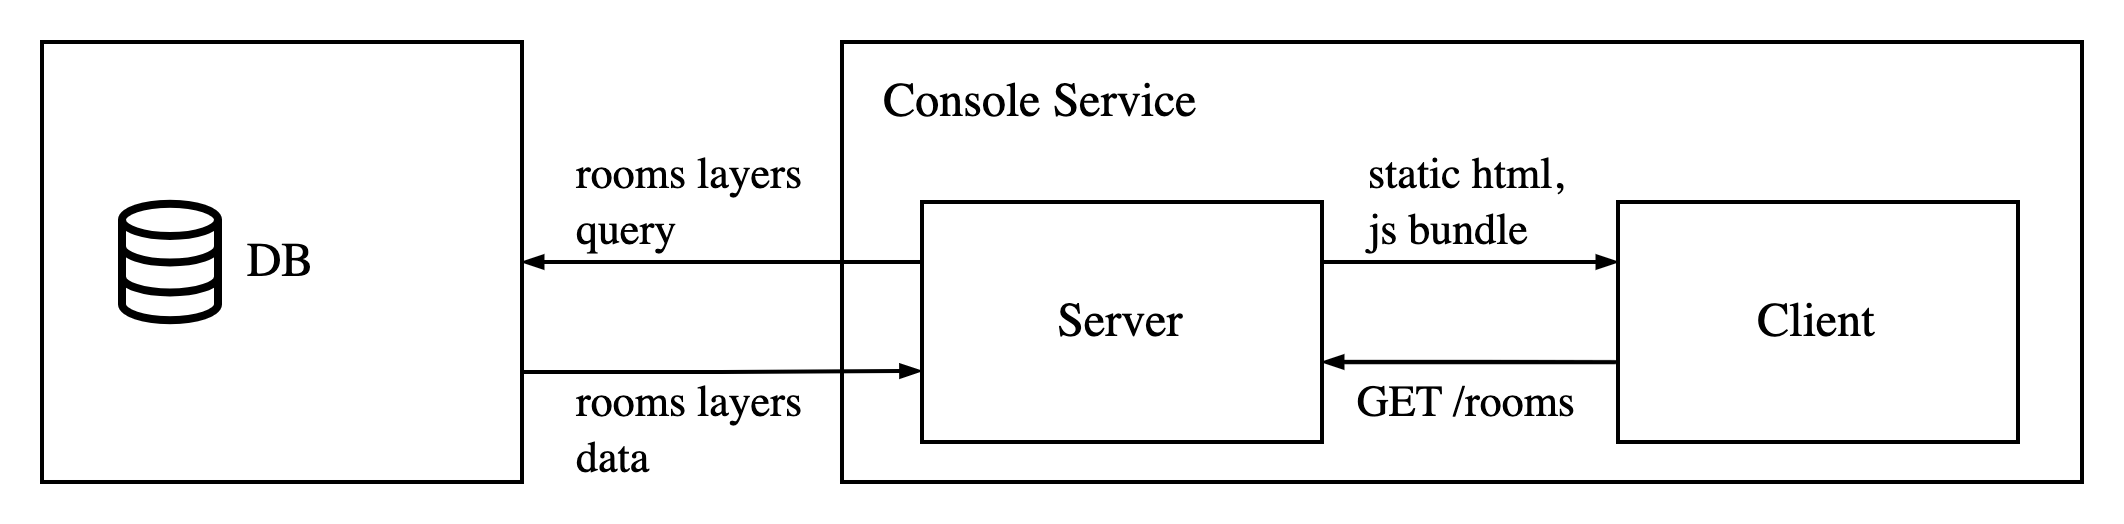 Console Service
rooms layers
query
static html,
js bundle
DB
Server
Client
rooms layers
data
GET /rooms